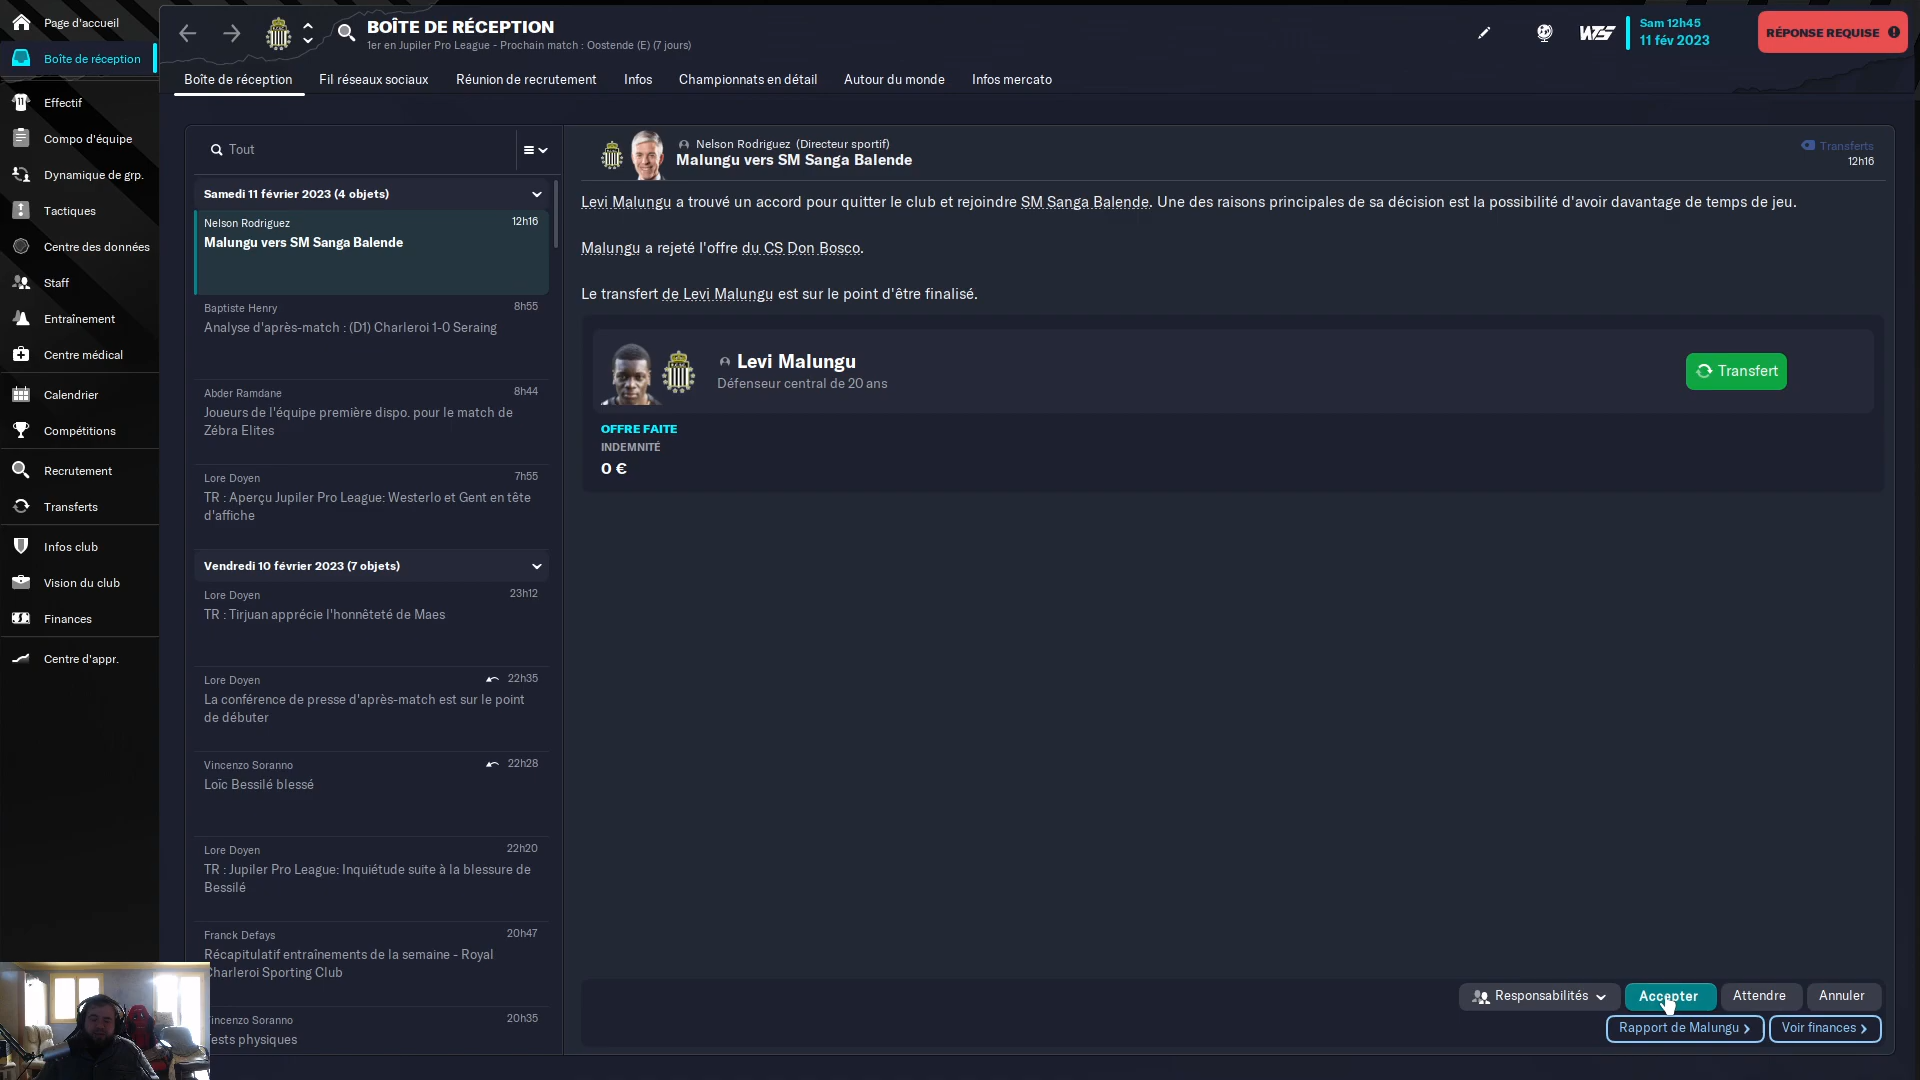 Page d'accueil
Boîte de réception
Effectif
Compo d'équipe
Dynamique de grp.
Tactiques
Centre des données
Staff
Entraînement
Centre médical
Calendrier
Compétitions
Recrutement
Transferts
Infos club
Vision du club
Finances
Centre d'appr.
BOÎTE DE RÉCEPTION
1er en Jupiler Pro League - Prochain match : Oostende (E) (7 jours)
Sam 12h45
11 fév 2023
RÉPONSE REQUISE
Boîte de réception
Fil réseaux sociaux
Réunion de recrutement
Infos
Championnats en détail
Autour du monde
Infos mercato
Tout
Samedi 11 février 2023 (4 objets)
Nelson Rodriguez 12h16
Malungu vers SM Sanga Balende
Baptiste Henry 8h55
Analyse d'après-match : (D1) Charleroi 1-0 Seraing
Abder Ramdane 8h44
Joueurs de l'équipe première dispo. pour le match de
Zébra Elites
Lore Doyen 7h55
TR : Aperçu Jupiler Pro League: Westerlo et Gent en tête
d'affiche
Vendredi 10 février 2023 (7 objets)
Lore Doyen 23h12
TR : Tirjuan apprécie l'honnêteté de Maes
Lore Doyen 22h35
La conférence de presse d'après-match est sur le point
de débuter
Vincenzo Soranno 22h28
Loïc Bessilé blessé
Lore Doyen 22h20
TR : Jupiler Pro League: Inquiétude suite à la blessure de
Bessilé
Franck Defays 20h47
Récapitulatif entraînements de la semaine - Royal
Charleroi Sporting Club
incenzo Soranno 20h35
ests physiques
Nelson Rodriguez (Directeur sportif)
Malungu vers SM Sanga Balende
Transferts
12h16
Levi Malungu a trouvé un accord pour quitter le club et rejoindre SM Sanga Balende. Une des raisons principales de sa décision est la possibilité d'avoir davantage de temps de jeu.
Malungu a rejeté l'offre du CS Don Bosco.
Le transfert de Levi Malungu est sur le point d'être finalisé.
Levi Malungu
Défenseur central de 20 ans
Transfert
OFFRE FAITE
INDEMNITÉ
0 €
Responsabilités
Accepter
Attendre
Annuler
Rapport de Malungu
Voir finances